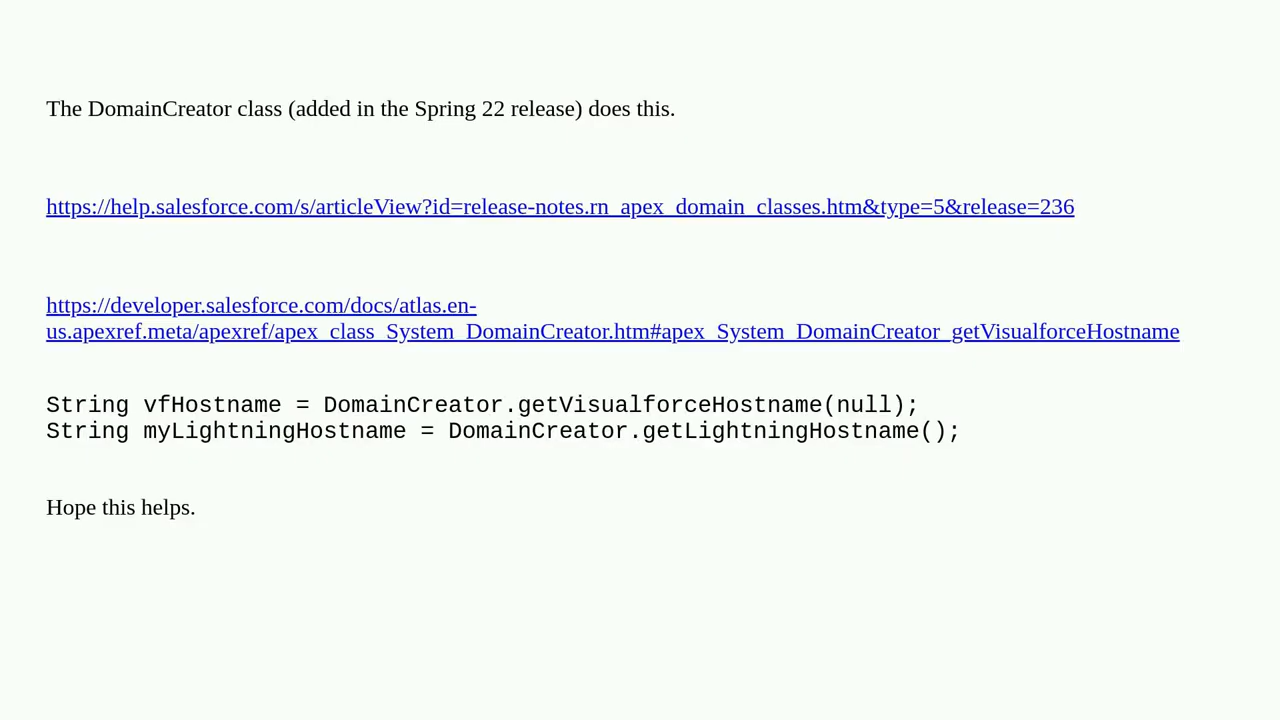 The DomainCreator class (added in the Spring 22 release) does this.
https://help.salesforce.com/s/articleView?id=release-notes.rn_apex_domain_classes.htm&type=5&release=236
https://developer.salesforce.com/docs/atlas.en-
us.apexref.meta/apexref/apex_class_System_DomainCreator.htm#apex_System_DomainCreator_getVisualforceHostname
String vfHostname = DomainCreator.getVisualforceHostname(null);
String myLightningHostname = DomainCreator.getLightningHostname();
Hope this helps.